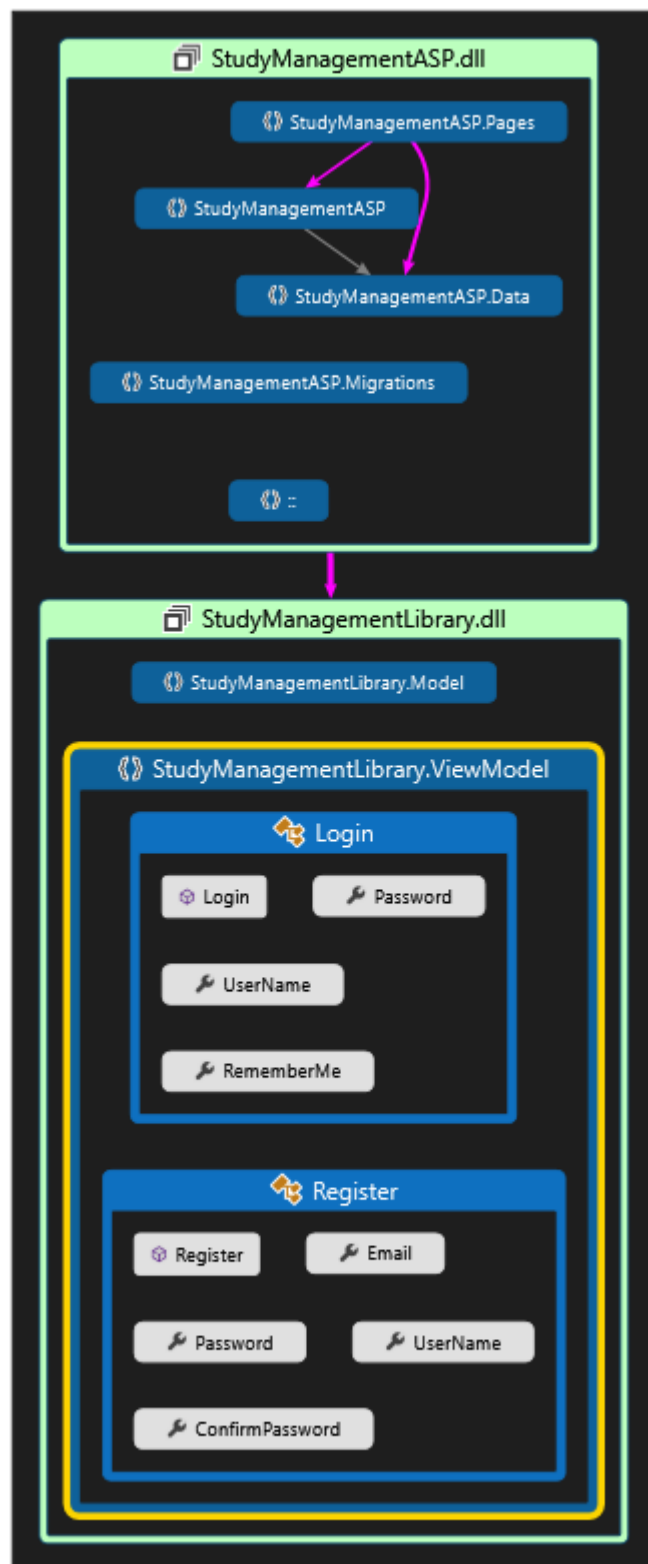 StudyManagementASP.dll
StudyManagementASP.Pages
StudyManagementASP
StudyManagementASP.Data
StudyManagementASP.Migrations
::
StudyManagementLibrary.dll
StudyManagementLibrary.Model
StudyManagementLibrary.ViewModel
Login
Login Password
UserName
RememberMe
Register
Register Email
Password UserName
ConfirmPassword